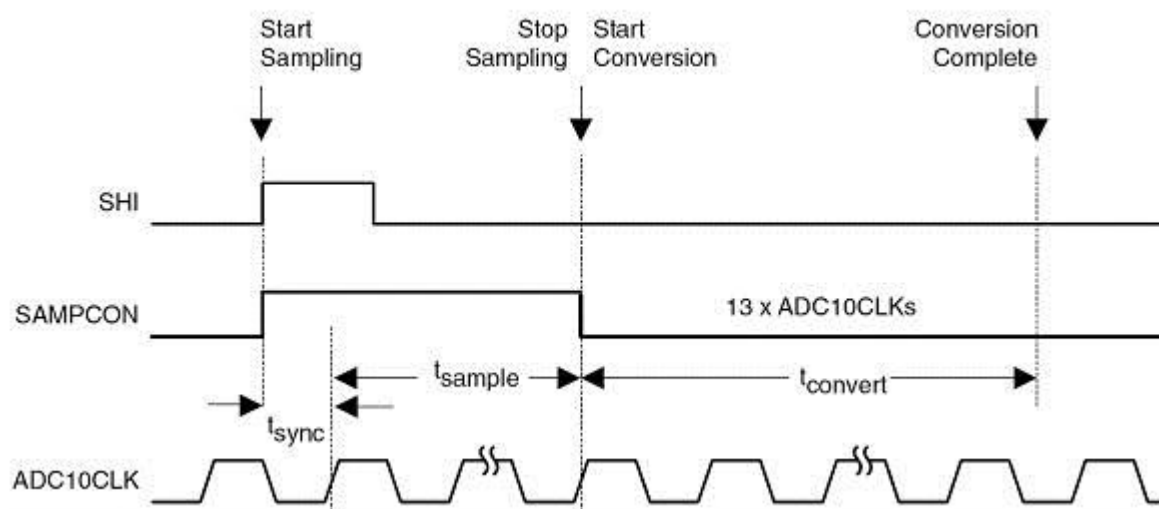 Start
Sampling
Stop
Sampling
Start
Conversion
Conversion
Complete
SHI
SAMPCON
13 x ADC10CLKs
tsample
tconvert
tsync
ADC10CLK